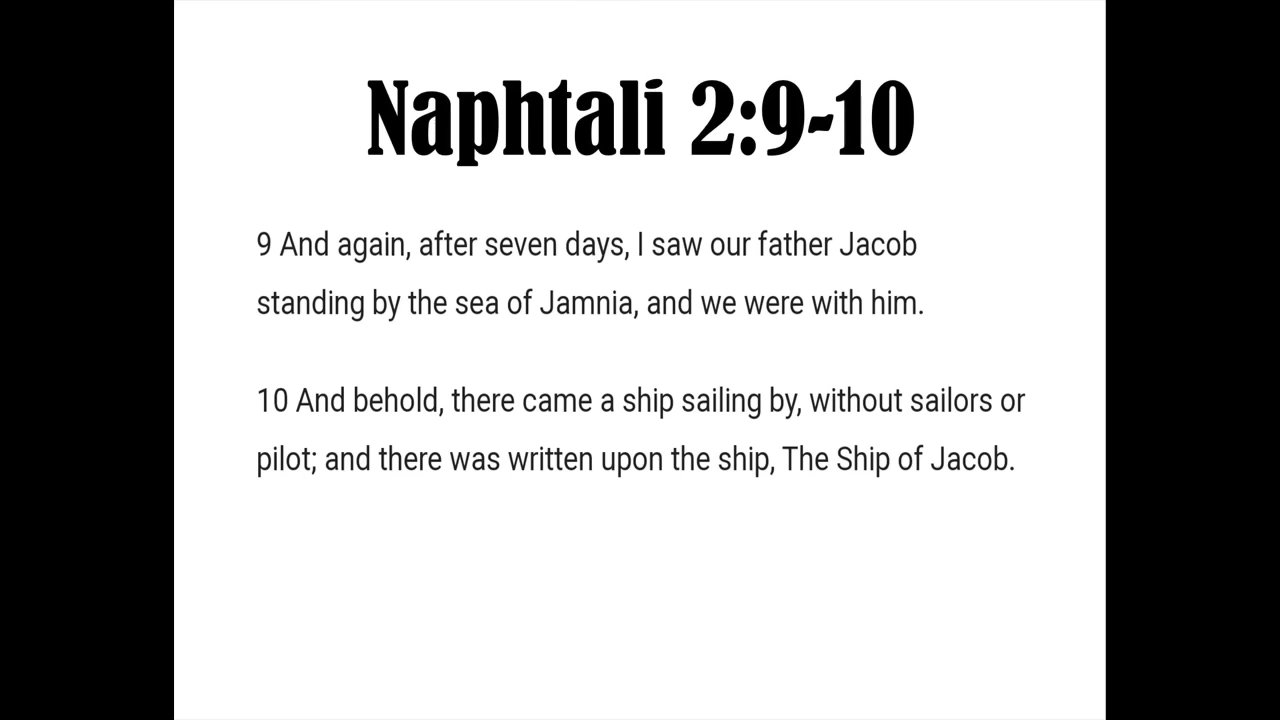 Naphtali 2:9-10
9 And again, after seven days, I saw our father Jacob
standing by the sea of Jamnia, and we were with him.
10 And behold, there came a ship sailing by, without sailors or
pilot; and there was written upon the ship, The Ship of Jacob.